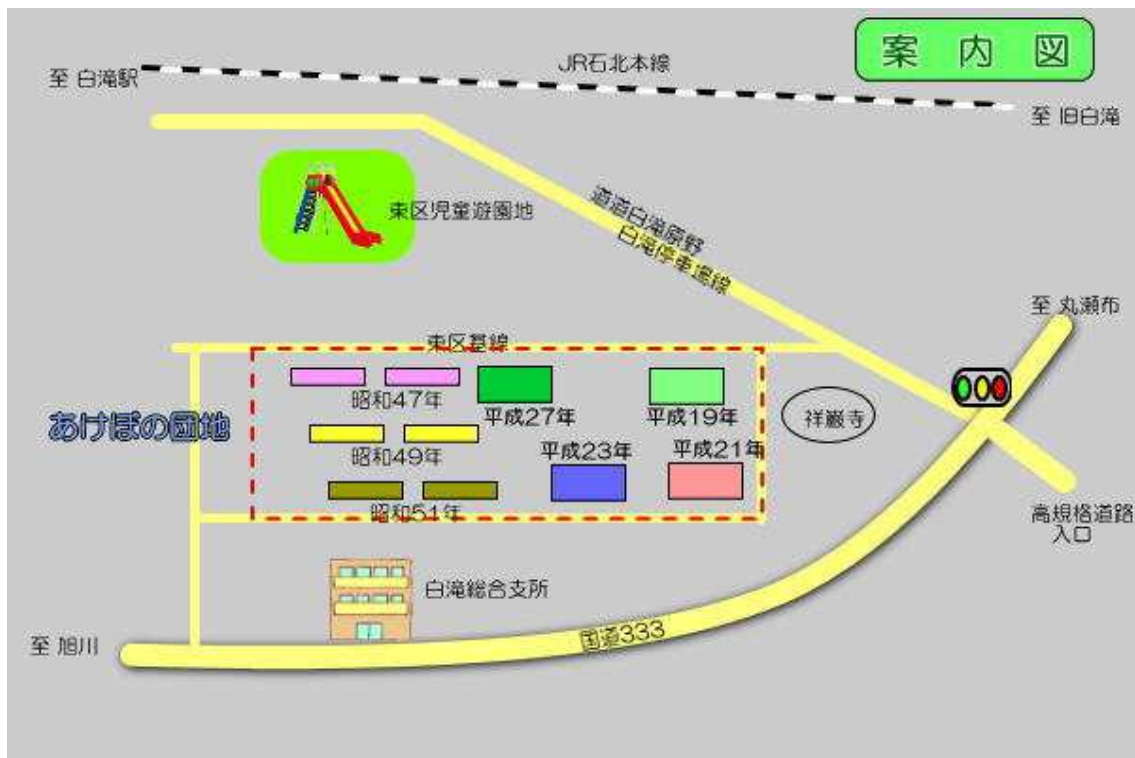 案内図
JR石北本線
至 白滝駅
至 旧白滝
東区児童遊園地
道道白滝原野
白滝停車場線
至 丸瀬布
東区基線
昭和47年
平成27年
平成19年
祥巌寺
あけぼの団地
昭和49年
平成23年
平成21年
昭和51年
高規格道路
入口
白滝総合支所
国道333
至 旭川